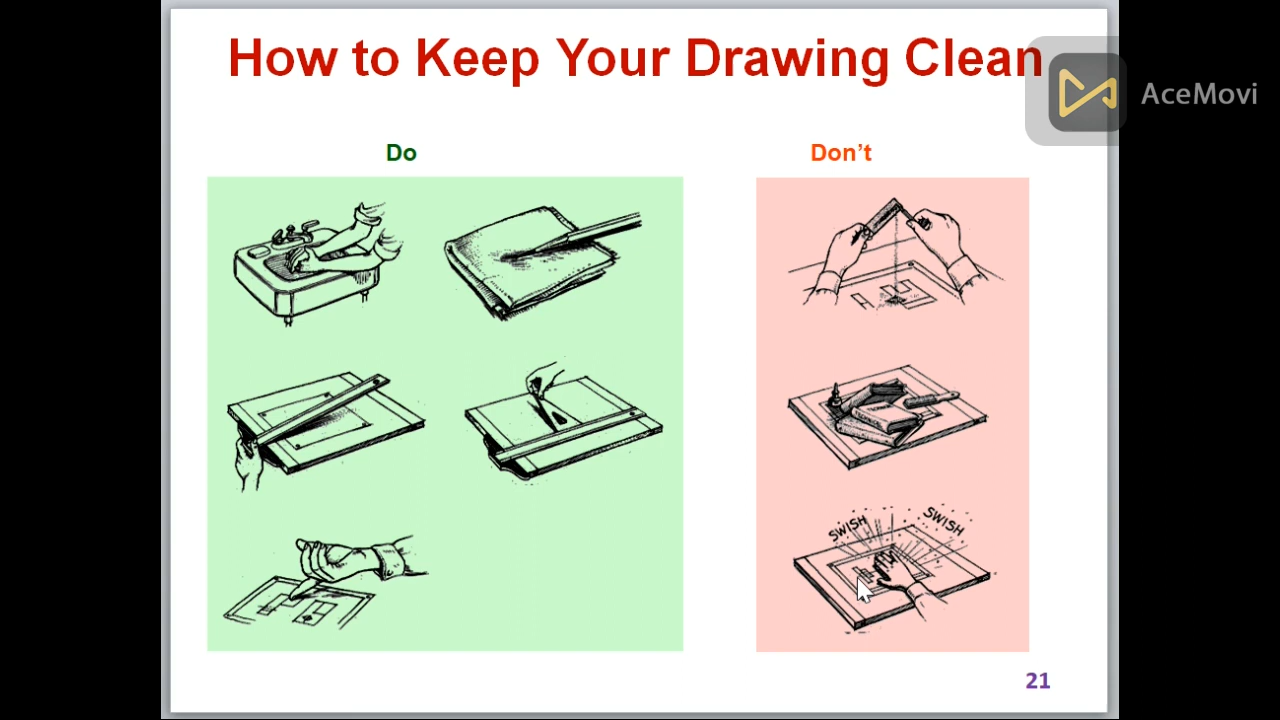 How to Keep Your Drawing Clean
AceMovi
Do
Don't
SWISH
SWISH
21